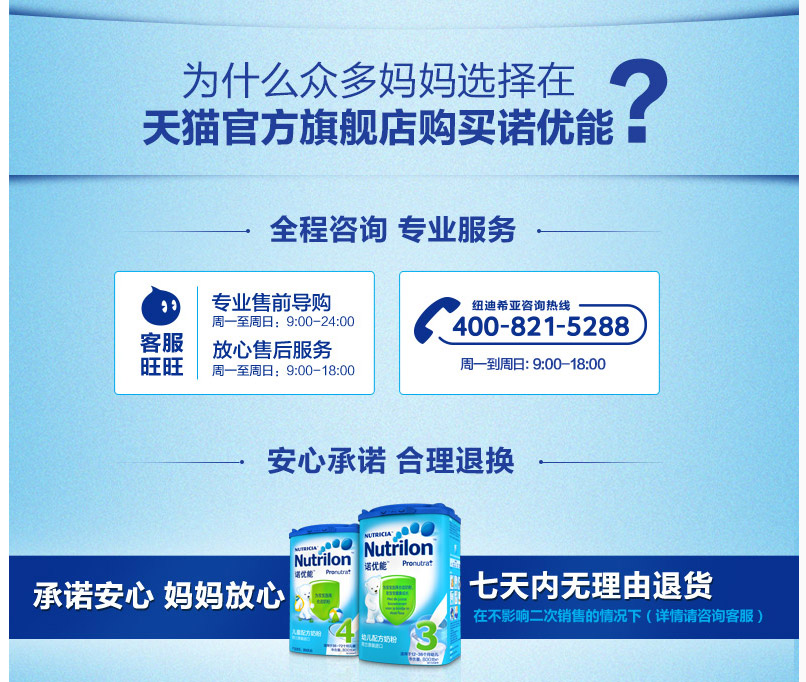 为什么众多妈妈选择在
天猫官方旗舰店购买诺优能？
全程咨询 专业服务
客服
旺旺
专业售前导购
周一至周日：9:00-24:00
放心售后服务
周一至周日：9:00-18:00
纽迪希亚咨询热线
400-821-5288
周一到周日: 9:00-18:00
安心承诺 合理退换
承诺安心 妈妈放心
NUTRICIA
Nutrilon
诺优能
Pronutra+
儿童配方奶粉
4
NUTRICIA
Nutrilon
诺优能
Pronutra+
幼儿配方奶粉
3
七天内无理由退货
在不影响二次销售的情况下（详情请咨询客服）